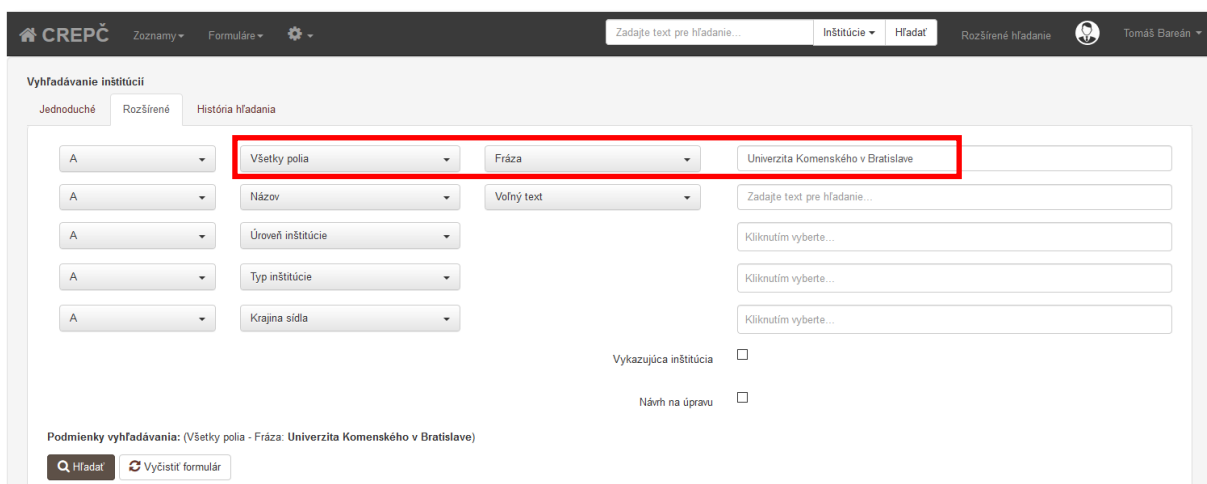 CREPČ Zoznamy Formuláre Zadajte text pre hľadanie... Inštitúcie Hľadať Rozšírené hľadanie Tomáš Bareán
Vyhľadávanie inštitúcií
Jednoduché Rozšírené História hľadania
A Všetky polia Fráza Univerzita Komenského v Bratislave
A Názov Voľný text Zadajte text pre hľadanie...
A Úroveň inštitúcie Kliknutím vyberte...
A Typ inštitúcie Kliknutím vyberte...
A Krajina sídla Kliknutím vyberte...
Vykazujúca inštitúcia
Návrh na úpravu
Podmienky vyhľadávania: (Všetky polia - Fráza: Univerzita Komenského v Bratislave)
Hľadať Vyčistiť formulár